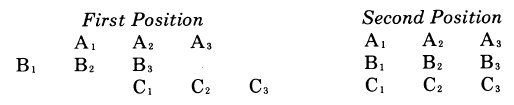 First Position Second Position
A₁ A₂ A₃ A₁ A₂ A₃
B₁ B₂ B₃ B₁ B₂ B₃
C₁ C₂ C₃ C₁ C₂ C₃